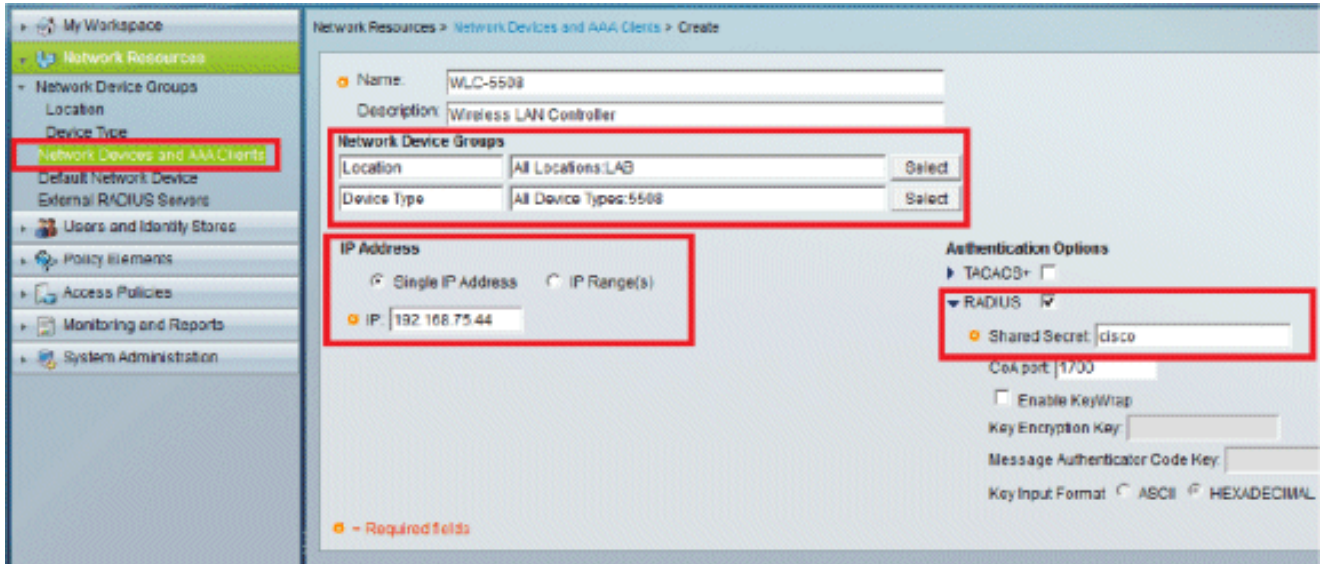 My Workspace
Network Resources
Network Device Groups
Location
Device Type
Network Devices and AAA Clients
Default Network Device
External RADIUS Servers
Users and Identity Stores
Policy Elements
Access Policies
Monitoring and Reports
System Administration
Network Resources > Network Devices and AAA Clients > Create
Name: WLC-5508
Description: Wireless LAN Controller
Network Device Groups
Location All Locations:LAB Select
Device Type All Device Types:5508 Select
IP Address
Single IP Address IP Range(s)
IP: 192.168.75.44
Authentication Options
TACACS+
RADIUS
Shared Secret: cisco
CoA port: 1700
Enable KeyWrap
Key Encryption Key:
Message Authenticator Code Key:
Key Input Format ASCII HEXADECIMAL
= Required fields